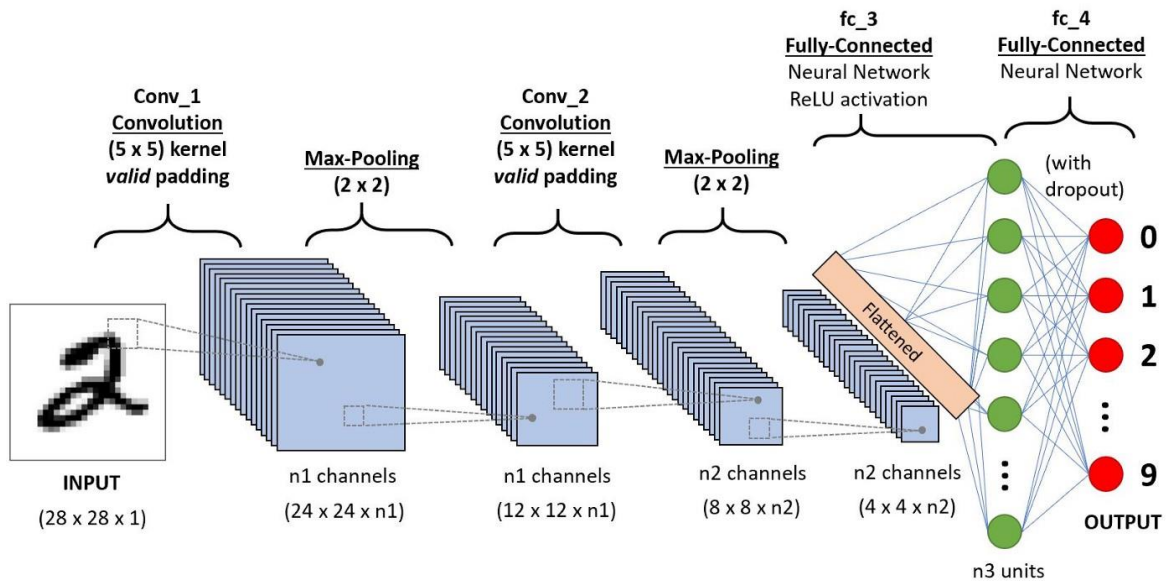 Conv_1
Convolution
(5 x 5) kernel
valid padding
Max-Pooling
(2 x 2)
Conv_2
Convolution
(5 x 5) kernel
valid padding
Max-Pooling
(2 x 2)
fc_3
Fully-Connected
Neural Network
ReLU activation
fc_4
Fully-Connected
Neural Network
(with
dropout)
Flattened
0
1
2
9
OUTPUT
2
INPUT
(28 x 28 x 1)
n1 channels
(24 x 24 x n1)
n1 channels
(12 x 12 x n1)
n2 channels
(8 x 8 x n2)
n2 channels
(4 x 4 x n2)
n3 units